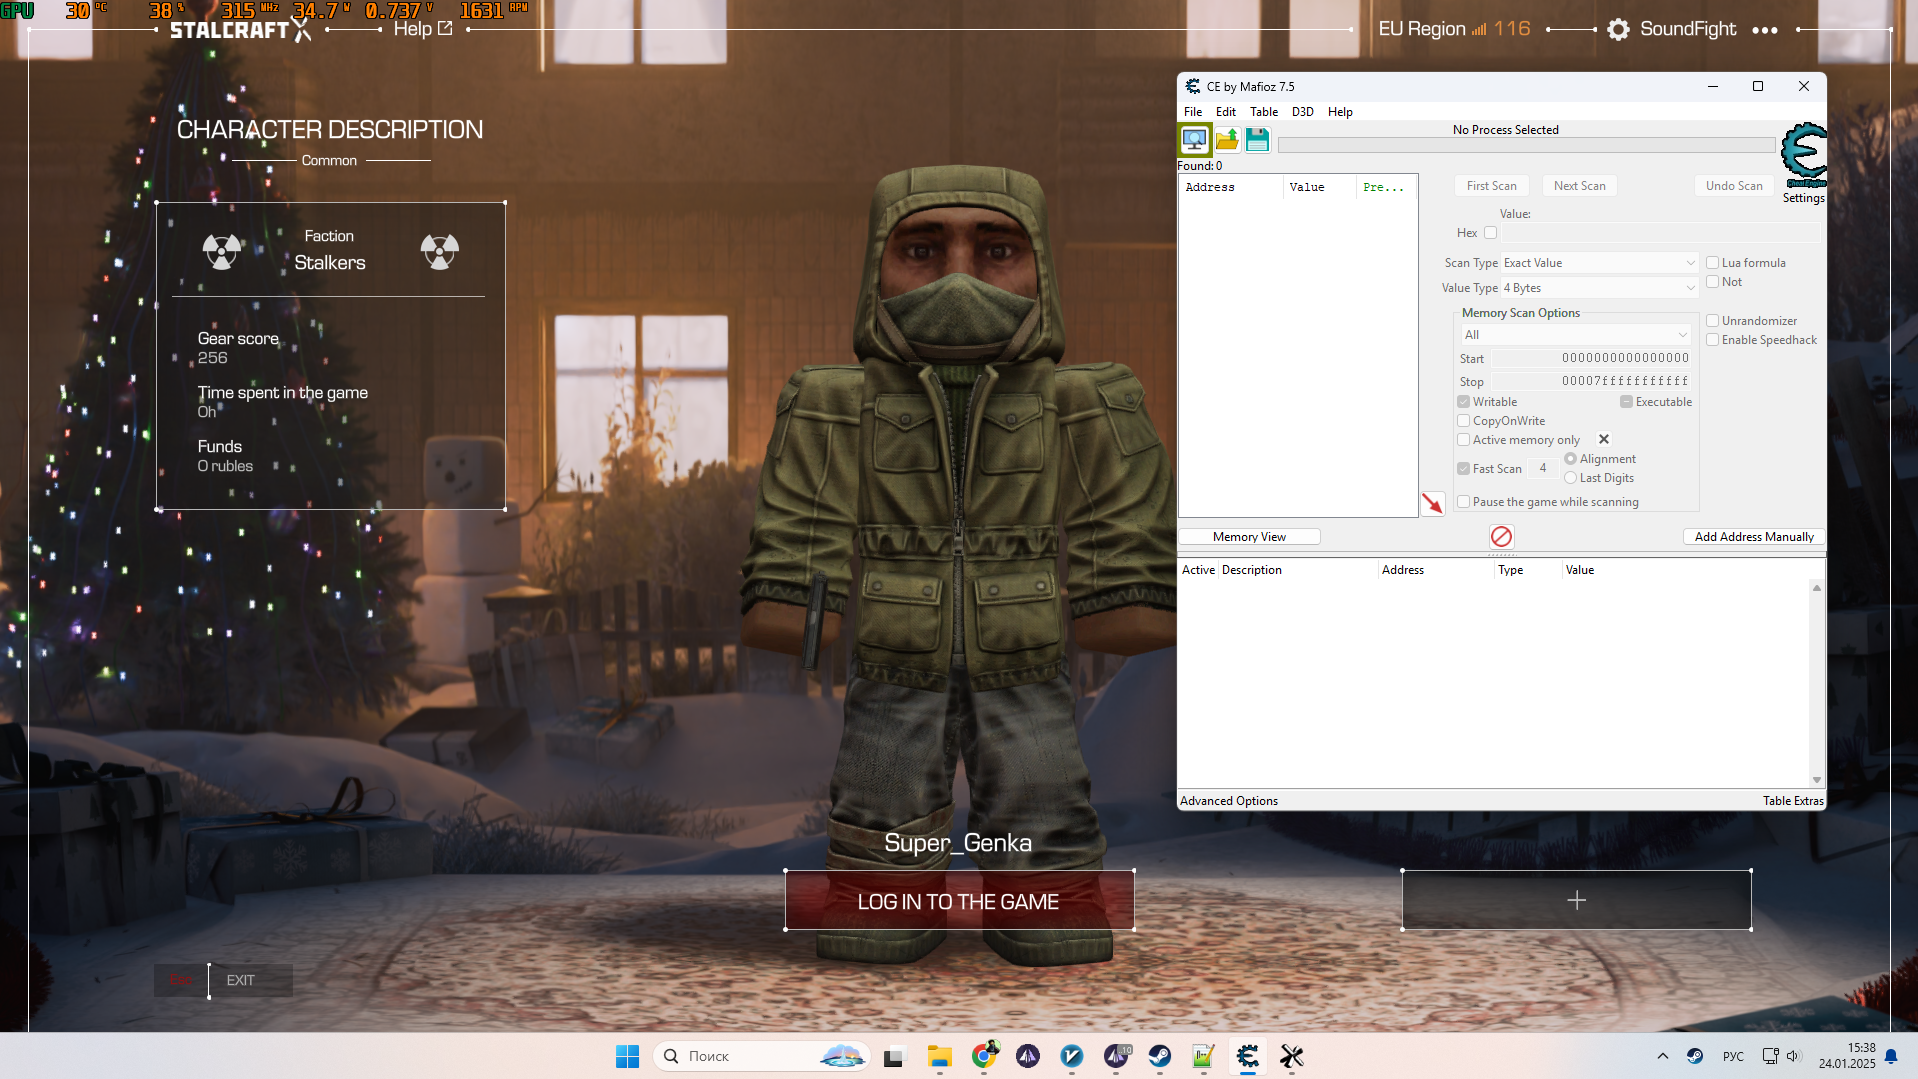 GPU 30 °C 38 % 315 MHz 34.7 W 0.737 V 1631 RPM
STALCRAFT X
Help
EU Region 116
SoundFight
CHARACTER DESCRIPTION
Common
Faction
Stalkers
Gear score
256
Time spent in the game
0h
Funds
0 rubles
CE by Mafioz 7.5
File Edit Table D3D Help
No Process Selected
Found: 0
Address Value Pre...
First Scan Next Scan Undo Scan
Cheat Engine
Settings
Value:
Hex
Scan Type Exact Value
Lua formula
Value Type 4 Bytes
Not
Memory Scan Options
All
Unrandomizer
Enable Speedhack
Start 0000000000000000
Stop 00007fffffffffff
Writable Executable
CopyOnWrite
Active memory only
Fast Scan 4 Alignment
Last Digits
Pause the game while scanning
Memory View
Add Address Manually
Active Description Address Type Value
Advanced Options
Table Extras
Super_Genka
LOG IN TO THE GAME
+
EXIT
Поиск
10
РУС
15:38
24.01.2025